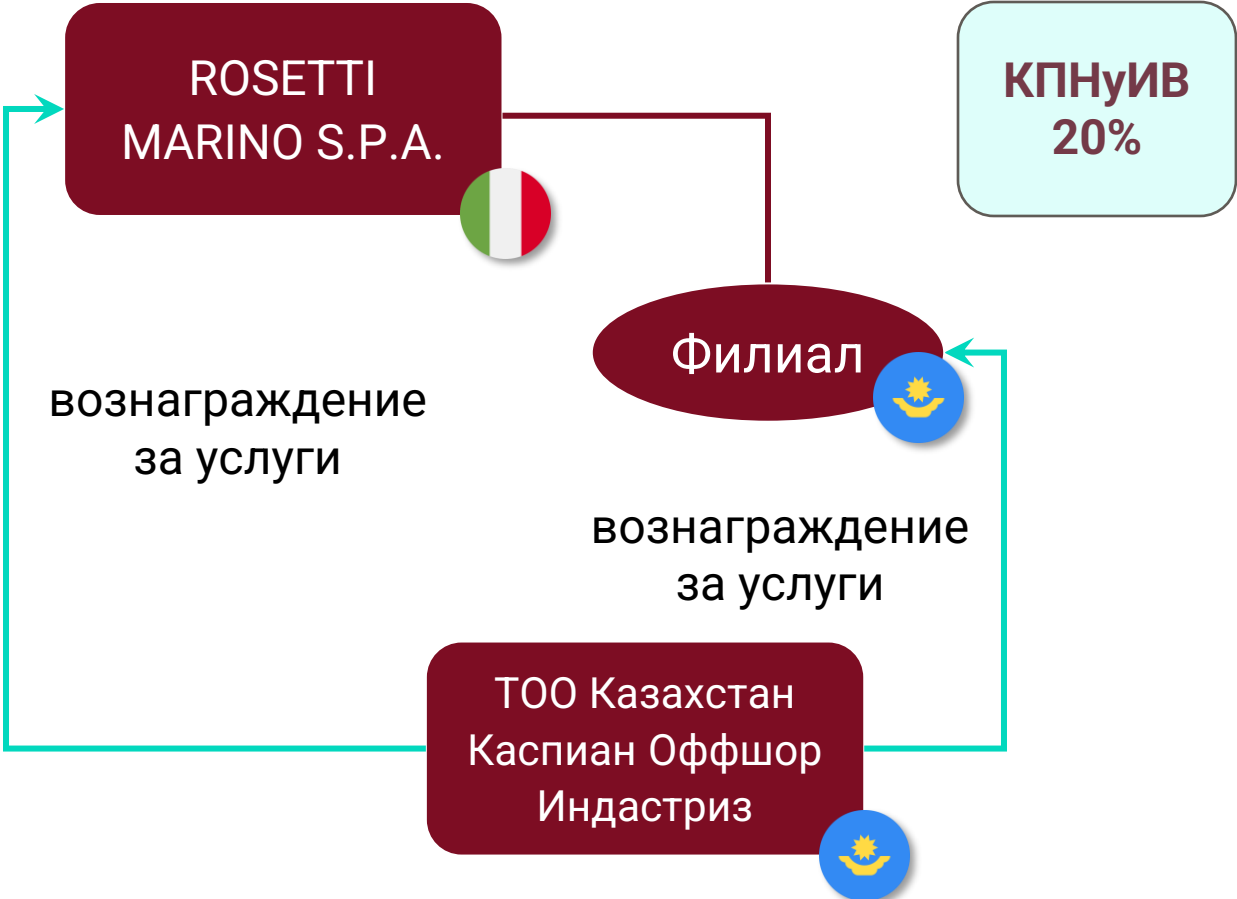 ROSETTI
MARINO S.P.A.
КПНуИВ
20%
Филиал
вознаграждение
за услуги
вознаграждение
за услуги
ТОО Казахстан
Каспиан Оффшор
Индастриз